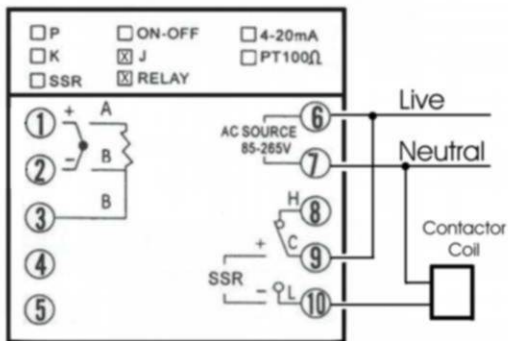 P ON-OFF 4-20mA
K J PT100Ω
SSR RELAY
1 + A
2 - B
3 B
4
5
6 Live
AC SOURCE
85-265V
7 Neutral
H 8
+ C 9
SSR
- L 10
Contactor
Coil